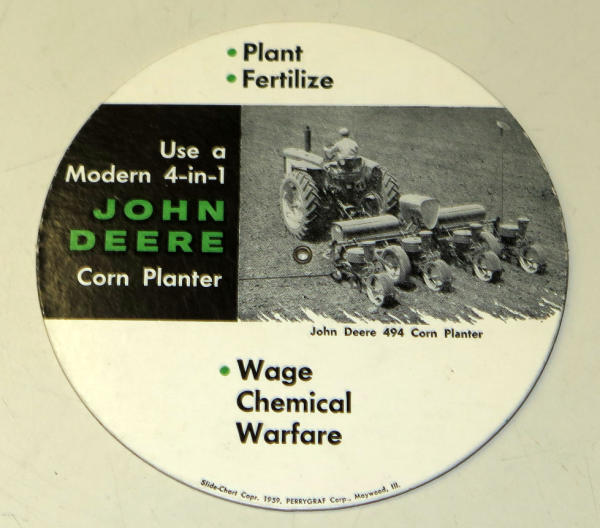 • Plant
• Fertilize
Use a
Modern 4-in-1
JOHN
DEERE
Corn Planter
John Deere 494 Corn Planter
• Wage
Chemical
Warfare
Slide-Chart Copr. 1959, PERRYGRAF Corp., Maywood, Ill.